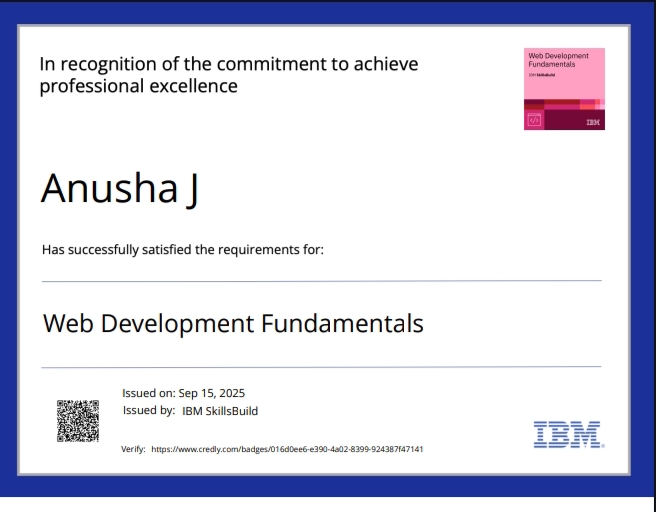 In recognition of the commitment to achieve
professional excellence
Web Development
Fundamentals
IBM SkillsBuild
</>
IBM
Anusha J
Has successfully satisfied the requirements for:
Web Development Fundamentals
Issued on: Sep 15, 2025
Issued by: IBM SkillsBuild
Verify: https://www.credly.com/badges/016d0ee6-e390-4a02-8399-924387f47141
IBM.